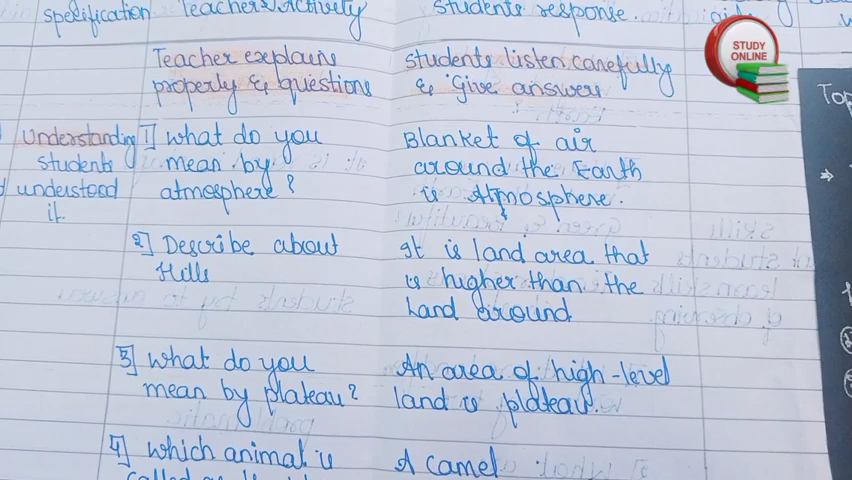 spelification Teacher's Activity Students response.
Teacher explains students listen carefully
properly & questions & Give answers
Understanding 1] what do you Blanket of air
students mean by around the Earth
understood atmosphere? is Atmosphere.
it.
2] Describe about It is land area that
Hills is higher than the
Land around
3] what do you An area of high-level
mean by plateau? land is plateau.
4] which animal is A camel
called
STUDY
ONLINE
Top